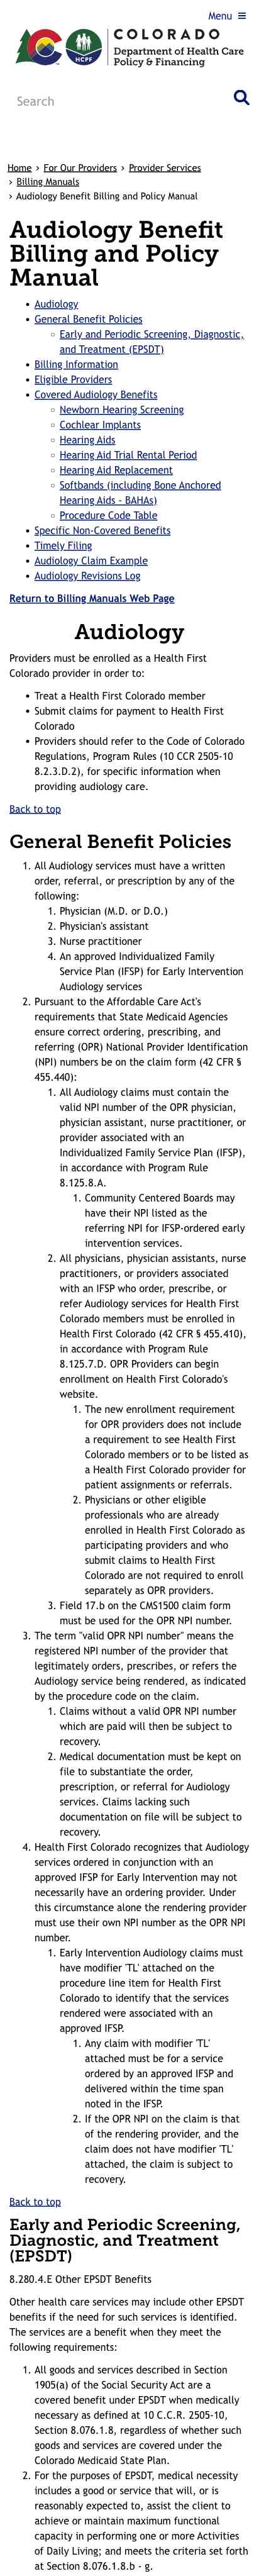 Menu ≡
COLORADO
Department of Health Care
Policy & Financing
HCPF
Search
Home › For Our Providers › Provider Services
› Billing Manuals
› Audiology Benefit Billing and Policy Manual
Audiology Benefit
Billing and Policy
Manual
• Audiology
• General Benefit Policies
◦ Early and Periodic Screening, Diagnostic,
and Treatment (EPSDT)
• Billing Information
• Eligible Providers
• Covered Audiology Benefits
◦ Newborn Hearing Screening
◦ Cochlear Implants
◦ Hearing Aids
◦ Hearing Aid Trial Rental Period
◦ Hearing Aid Replacement
◦ Softbands (including Bone Anchored
Hearing Aids - BAHAs)
◦ Procedure Code Table
• Specific Non-Covered Benefits
• Timely Filing
• Audiology Claim Example
• Audiology Revisions Log
Return to Billing Manuals Web Page
Audiology
Providers must be enrolled as a Health First
Colorado provider in order to:
• Treat a Health First Colorado member
• Submit claims for payment to Health First
Colorado
• Providers should refer to the Code of Colorado
Regulations, Program Rules (10 CCR 2505-10
8.2.3.D.2), for specific information when
providing audiology care.
Back to top
General Benefit Policies
1. All Audiology services must have a written
order, referral, or prescription by any of the
following:
1. Physician (M.D. or D.O.)
2. Physician's assistant
3. Nurse practitioner
4. An approved Individualized Family
Service Plan (IFSP) for Early Intervention
Audiology services
2. Pursuant to the Affordable Care Act's
requirements that State Medicaid Agencies
ensure correct ordering, prescribing, and
referring (OPR) National Provider Identification
(NPI) numbers be on the claim form (42 CFR §
455.440):
1. All Audiology claims must contain the
valid NPI number of the OPR physician,
physician assistant, nurse practitioner, or
provider associated with an
Individualized Family Service Plan (IFSP),
in accordance with Program Rule
8.125.8.A.
1. Community Centered Boards may
have their NPI listed as the
referring NPI for IFSP-ordered early
intervention services.
2. All physicians, physician assistants, nurse
practitioners, or providers associated
with an IFSP who order, prescribe, or
refer Audiology services for Health First
Colorado members must be enrolled in
Health First Colorado (42 CFR § 455.410),
in accordance with Program Rule
8.125.7.D. OPR Providers can begin
enrollment on Health First Colorado's
website.
1. The new enrollment requirement
for OPR providers does not include
a requirement to see Health First
Colorado members or to be listed as
a Health First Colorado provider for
patient assignments or referrals.
2. Physicians or other eligible
professionals who are already
enrolled in Health First Colorado as
participating providers and who
submit claims to Health First
Colorado are not required to enroll
separately as OPR providers.
3. Field 17.b on the CMS1500 claim form
must be used for the OPR NPI number.
3. The term "valid OPR NPI number" means the
registered NPI number of the provider that
legitimately orders, prescribes, or refers the
Audiology service being rendered, as indicated
by the procedure code on the claim.
1. Claims without a valid OPR NPI number
which are paid will then be subject to
recovery.
2. Medical documentation must be kept on
file to substantiate the order,
prescription, or referral for Audiology
services. Claims lacking such
documentation on file will be subject to
recovery.
4. Health First Colorado recognizes that Audiology
services ordered in conjunction with an
approved IFSP for Early Intervention may not
necessarily have an ordering provider. Under
this circumstance alone the rendering provider
must use their own NPI number as the OPR NPI
number.
1. Early Intervention Audiology claims must
have modifier 'TL' attached on the
procedure line item for Health First
Colorado to identify that the services
rendered were associated with an
approved IFSP.
1. Any claim with modifier 'TL'
attached must be for a service
ordered by an approved IFSP and
delivered within the time span
noted in the IFSP.
2. If the OPR NPI on the claim is that
of the rendering provider, and the
claim does not have modifier 'TL'
attached, the claim is subject to
recovery.
Back to top
Early and Periodic Screening,
Diagnostic, and Treatment
(EPSDT)
8.280.4.E Other EPSDT Benefits
Other health care services may include other EPSDT
benefits if the need for such services is identified.
The services are a benefit when they meet the
following requirements:
1. All goods and services described in Section
1905(a) of the Social Security Act are a
covered benefit under EPSDT when medically
necessary as defined at 10 C.C.R. 2505-10,
Section 8.076.1.8, regardless of whether such
goods and services are covered under the
Colorado Medicaid State Plan.
2. For the purposes of EPSDT, medical necessity
includes a good or service that will, or is
reasonably expected to, assist the client to
achieve or maintain maximum functional
capacity in performing one or more Activities
of Daily Living; and meets the criteria set forth
at Section 8.076.1.8.b - g.